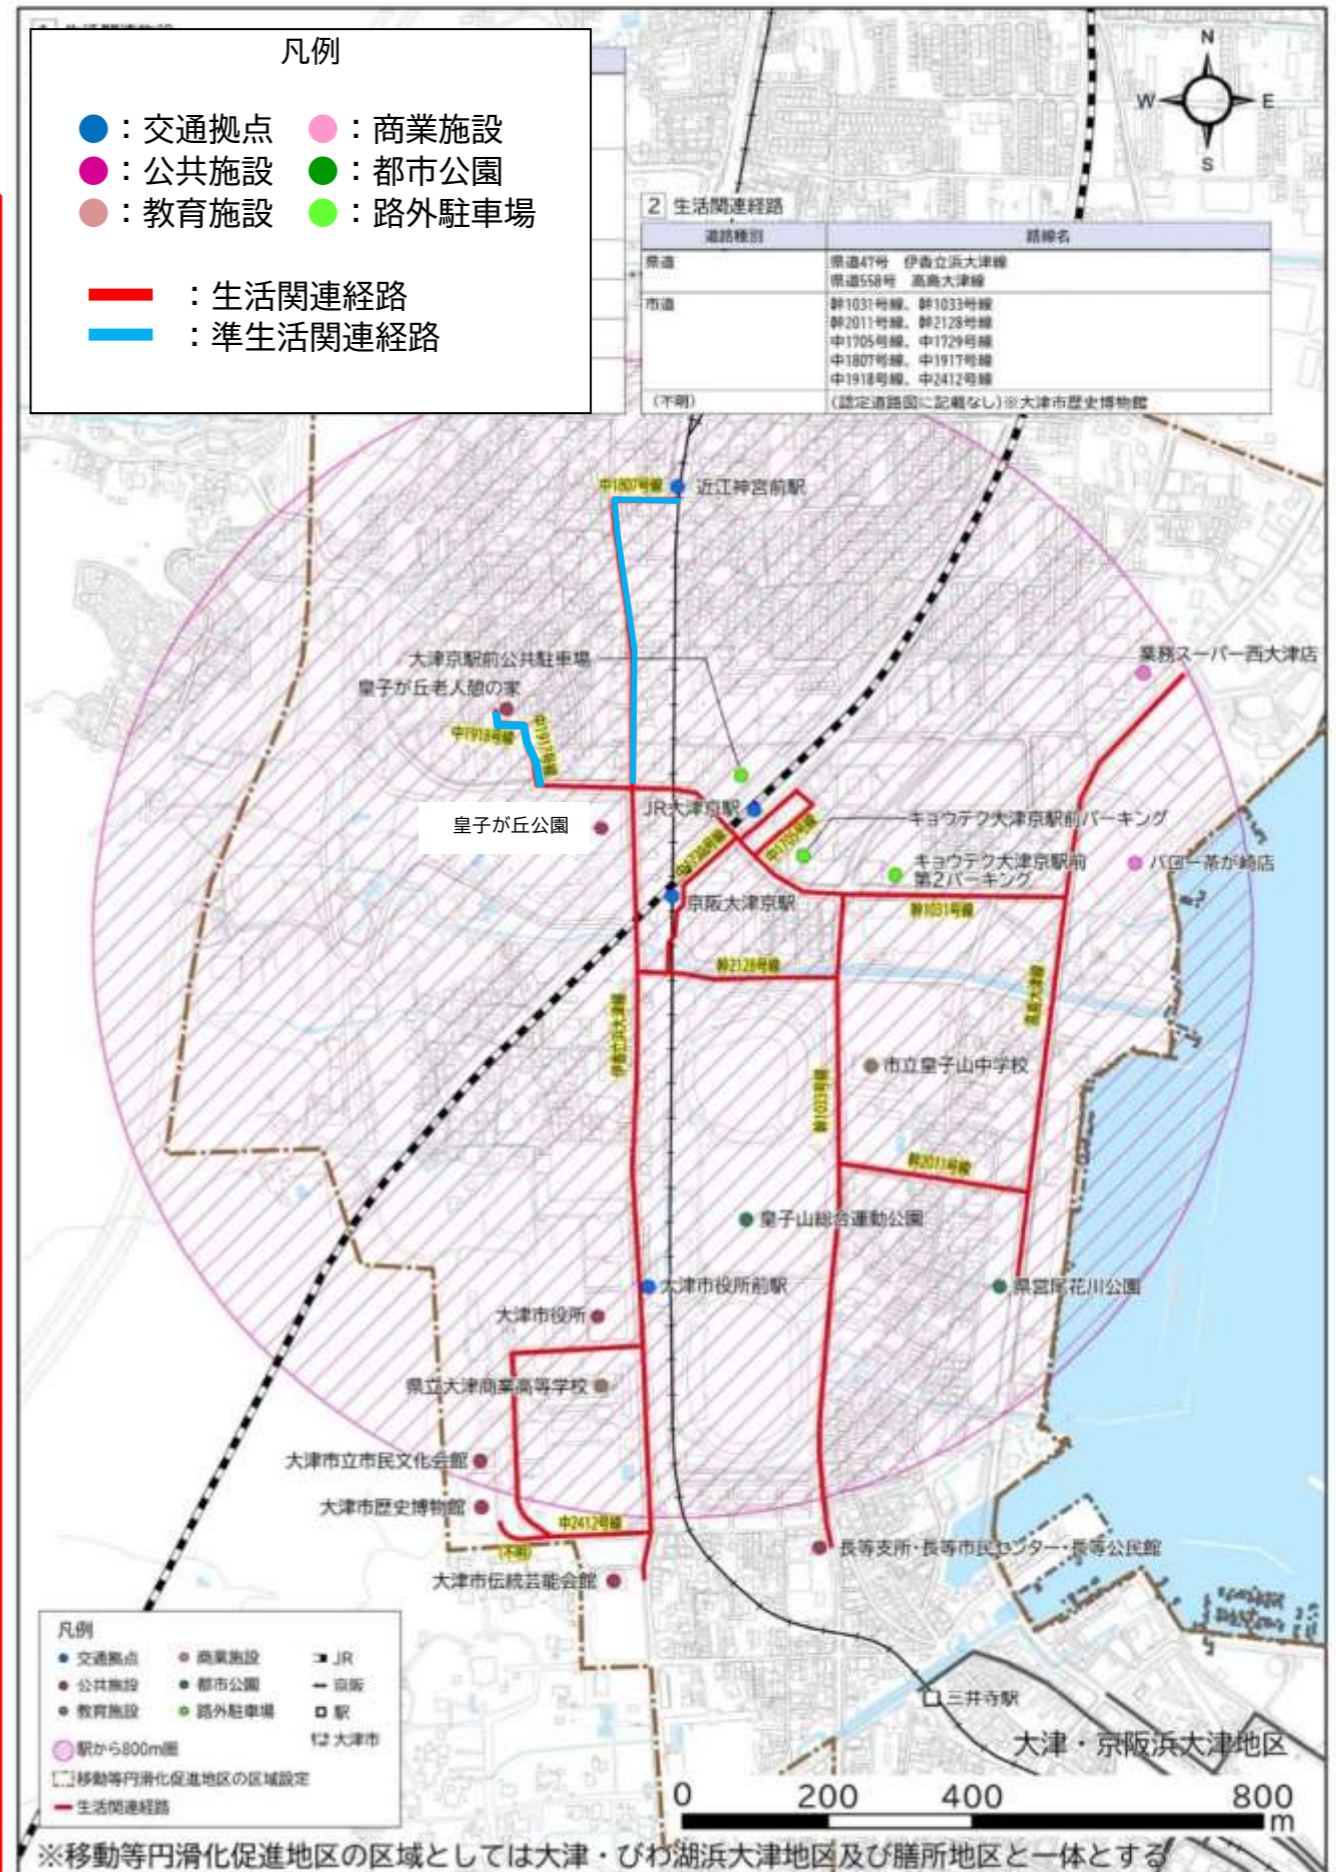 凡例
：交通拠点 ：商業施設
：公共施設 ：都市公園
：教育施設 ：路外駐車場
：生活関連経路
：準生活関連経路
N
W E
S
2 生活関連経路
道路種別 路線名
県道 県道47号 伊香立浜大津線
県道558号 高島大津線
市道 幹1031号線、幹1033号線
幹2011号線、幹2128号線
中1705号線、中1729号線
中1807号線、中1917号線
中1918号線、中2412号線
(不明) (認定道路図に記載なし)※大津市歴史博物館
中1807号線
近江神宮前駅
大津京駅前公共駐車場
業務スーパー西大津店
皇子が丘老人憩の家
中1918号線
中1917号線
JR大津京駅
皇子が丘公園
キョウテク大津京駅前パーキング
中1705号線
キョウテク大津京駅前
第2パーキング
バロー茶が崎店
京阪大津京駅
幹1031号線
幹2128号線
高島大津線
伊香立浜大津線
市立皇子山中学校
幹1033号線
幹2011号線
皇子山総合運動公園
大津市役所前駅
県営尾花川公園
大津市役所
県立大津商業高等学校
大津市立市民文化会館
大津市歴史博物館
中2412号線
(不明)
長等支所・長等市民センター・長等公民館
大津市伝統芸能会館
凡例
交通拠点 商業施設 JR
公共施設 都市公園 京阪
教育施設 路外駐車場 駅
大津市
駅から800m圏
移動等円滑化促進地区の区域設定
生活関連経路
三井寺駅
大津・京阪浜大津地区
0 200 400 800
m
※移動等円滑化促進地区の区域としては大津・びわ湖浜大津地区及び膳所地区と一体とする